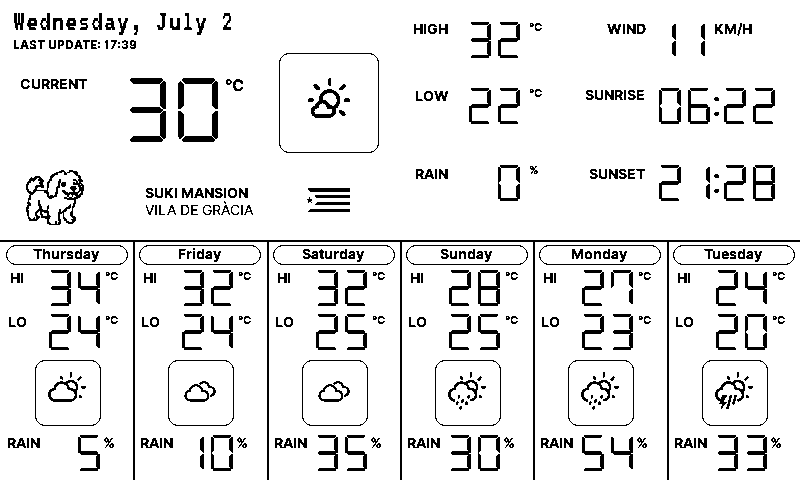 Wednesday, July 2
LAST UPDATE: 17:39
CURRENT 30 °C
HIGH 32 °C
LOW 22 °C
RAIN 0 %
WIND 11 KM/H
SUNRISE 06:22
SUNSET 21:28
SUKI MANSION
VILA DE GRÀCIA
Thursday
HI 34 °C
LO 24 °C
RAIN 5 %
Friday
HI 32 °C
LO 24 °C
RAIN 10 %
Saturday
HI 32 °C
LO 25 °C
RAIN 35 %
Sunday
HI 28 °C
LO 25 °C
RAIN 30 %
Monday
HI 27 °C
LO 23 °C
RAIN 54 %
Tuesday
HI 24 °C
LO 20 °C
RAIN 33 %